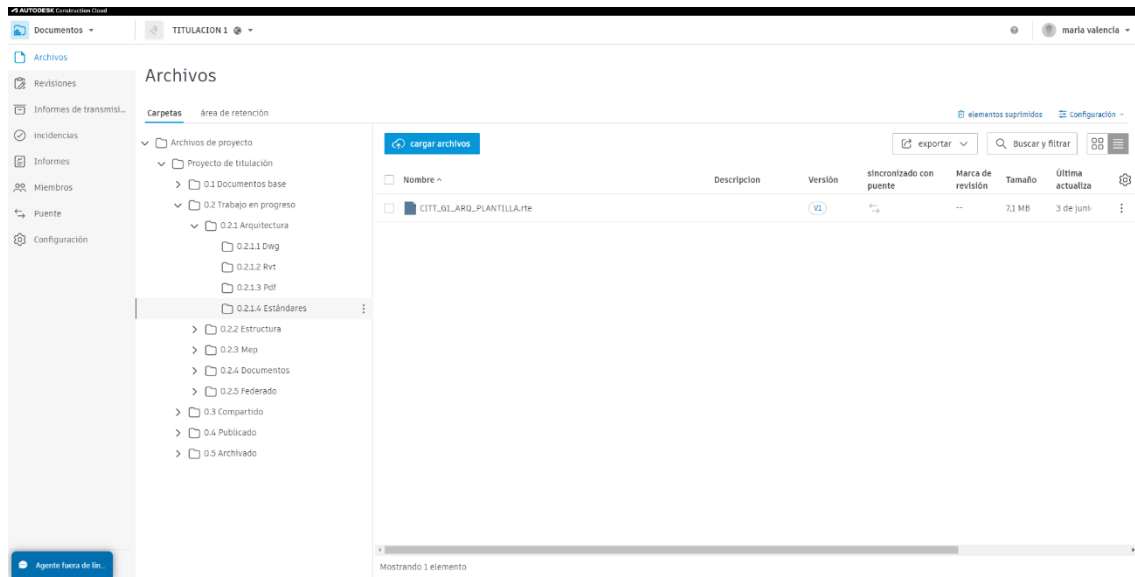 AUTODESK Construction Cloud
Documentos
TITULACION 1
maria valencia
Archivos
Revisiones
Informes de transmisi...
incidencias
Informes
Miembros
Puente
Configuración
Archivos
Carpetas área de retención
elementos suprimidos Configuración
Archivos de proyecto
Proyecto de titulación
0.1 Documentos base
0.2 Trabajo en progreso
0.2.1 Arquitectura
0.2.1.1 Dwg
0.2.1.2 Rvt
0.2.1.3 Pdf
0.2.1.4 Estándares
0.2.2 Estructura
0.2.3 Mep
0.2.4 Documentos
0.2.5 Federado
0.3 Compartido
0.4 Publicado
0.5 Archivado
cargar archivos
exportar
Buscar y filtrar
Nombre Descripcion Versión sincronizado con puente Marca de revisión Tamaño Última actualiza
CITT_G1_ARQ_PLANTILLA.rte V1 -- 7,1 MB 3 de juni
Mostrando 1 elemento
Agente fuera de lín...